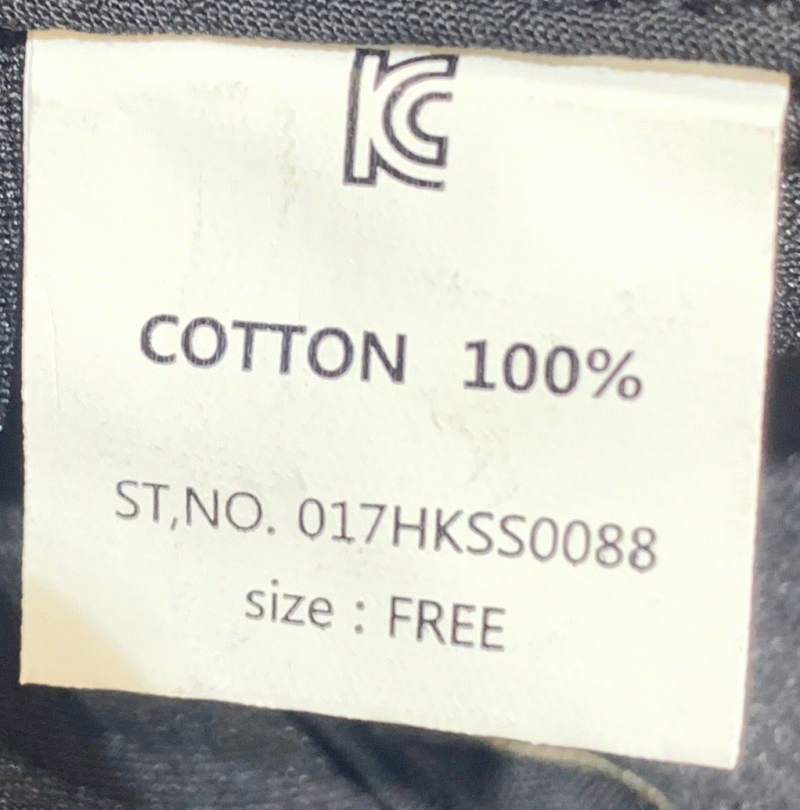 KC
COTTON 100%
ST,NO. 017HKSS0088
size : FREE